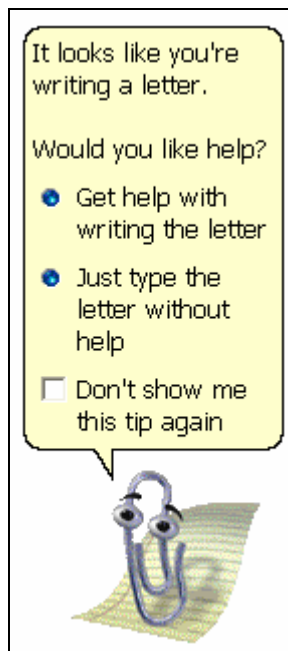 It looks like you're
writing a letter.
Would you like help?
Get help with
writing the letter
Just type the
letter without
help
Don't show me
this tip again